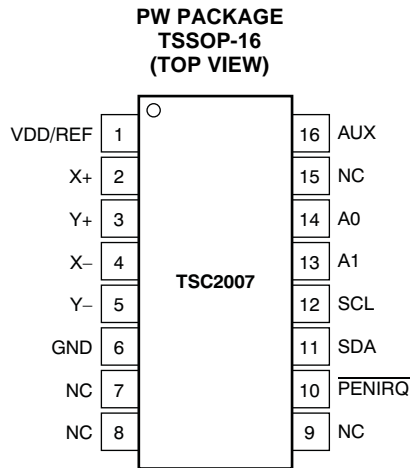 PW PACKAGE
TSSOP-16
(TOP VIEW)
VDD/REF 1 16 AUX
X+ 2 15 NC
Y+ 3 14 A0
X− 4 13 A1
TSC2007
Y− 5 12 SCL
GND 6 11 SDA
NC 7 10 PENIRQ
NC 8 9 NC